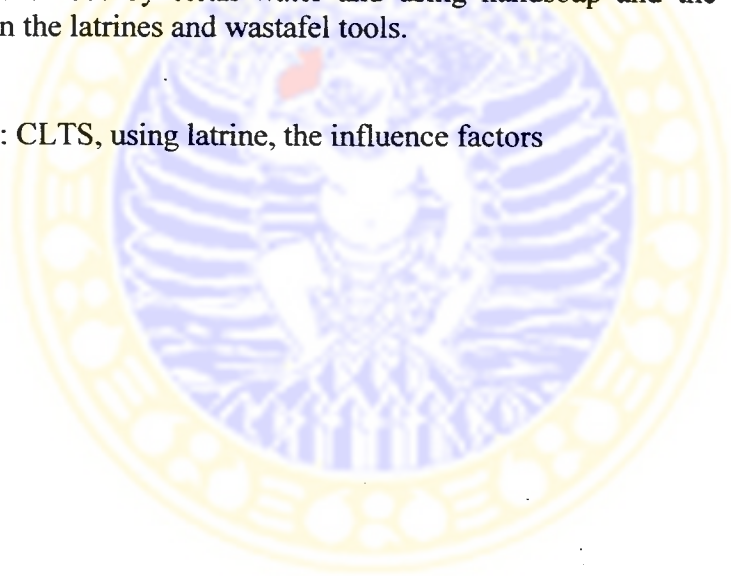 n the latrines and wastafel tools.
: CLTS, using latrine, the influence factors